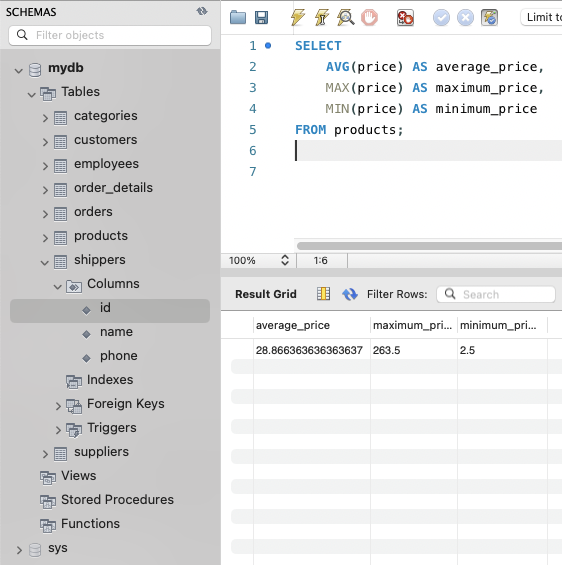 SCHEMAS
Filter objects
mydb
Tables
categories
customers
employees
order_details
orders
products
shippers
Columns
id
name
phone
Indexes
Foreign Keys
Triggers
suppliers
Views
Stored Procedures
Functions
sys
Limit to
1 SELECT
2 AVG(price) AS average_price,
3 MAX(price) AS maximum_price,
4 MIN(price) AS minimum_price
5 FROM products;
6
7
100% 1:6
Result Grid Filter Rows: Search
average_price maximum_pri... minimum_pri...
28.866363636363637 263.5 2.5